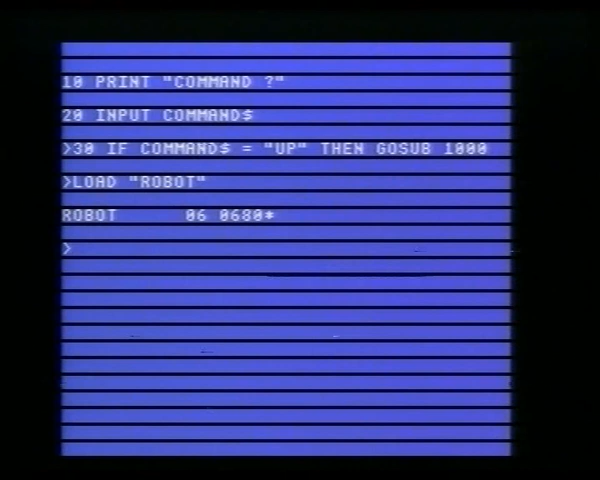 10 PRINT "COMMAND ?"
20 INPUT COMMAND$
>30 IF COMMAND$ = "UP" THEN GOSUB 1000
>LOAD "ROBOT"
ROBOT 06 0680*
>